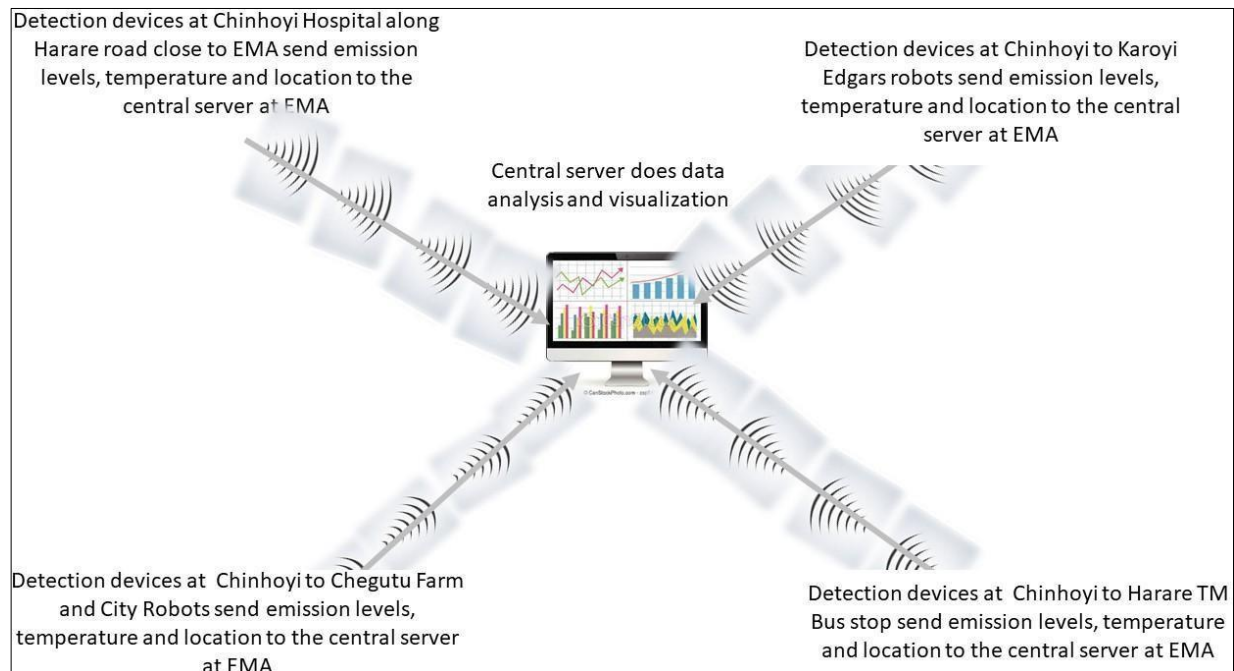 Detection devices at Chinhoyi Hospital along
Harare road close to EMA send emission
levels, temperature and location to the
central server at EMA
Detection devices at Chinhoyi to Karoyi
Edgars robots send emission levels,
temperature and location to the central
server at EMA
Central server does data
analysis and visualization
© CanStockPhoto.com
Detection devices at Chinhoyi to Chegutu Farm
and City Robots send emission levels,
temperature and location to the central server
at EMA
Detection devices at Chinhoyi to Harare TM
Bus stop send emission levels, temperature
and location to the central server at EMA